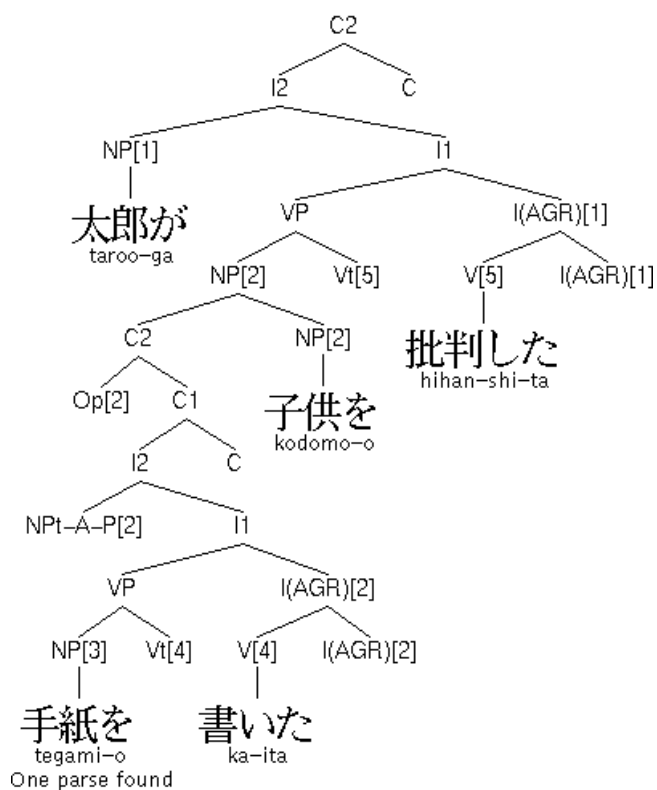 C2
I2 C
NP[1] I1
太郎が VP I(AGR)[1]
taroo-ga
NP[2] Vt[5] V[5] I(AGR)[1]
C2 NP[2] 批判した
hihan-shi-ta
Op[2] C1 子供を
kodomo-o
I2 C
NPt-A-P[2] I1
VP I(AGR)[2]
NP[3] Vt[4] V[4] I(AGR)[2]
手紙を 書いた
tegami-o ka-ita
One parse found